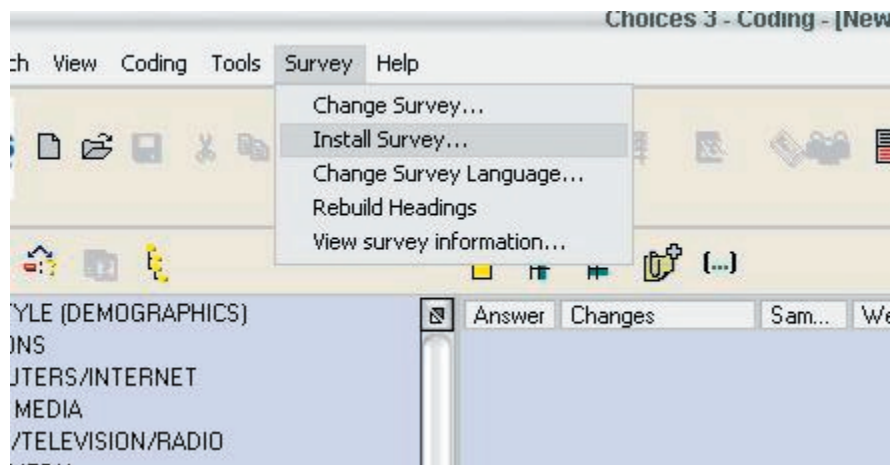 Choices 3 - Coding - [New
ch View Coding Tools Survey Help
Change Survey...
Install Survey...
Change Survey Language...
Rebuild Headings
View survey information...
(...)
YLE (DEMOGRAPHICS)
Answer Changes Sam... We
ONS
UTERS/INTERNET
MEDIA
/TELEVISION/RADIO